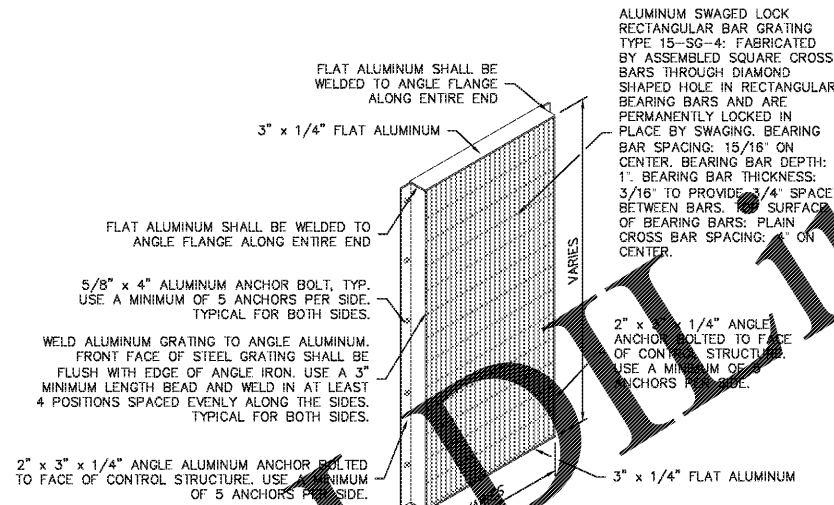 ALUMINUM SWAGED LOCK
RECTANGULAR BAR GRATING
TYPE 15-SG-4: FABRICATED
BY ASSEMBLED SQUARE CROSS
BARS THROUGH DIAMOND
SHAPED HOLE IN RECTANGULAR
BEARING BARS AND ARE
PERMANENTLY LOCKED IN
PLACE BY SWAGING. BEARING
BAR SPACING: 15/16" ON
CENTER. BEARING BAR DEPTH:
1". BEARING BAR THICKNESS:
3/16" TO PROVIDE 3/4" SPACE
BETWEEN BARS. TOP SURFACE
OF BEARING BARS: PLAIN
CROSS BAR SPACING: 4" ON
CENTER.
FLAT ALUMINUM SHALL BE
WELDED TO ANGLE FLANGE
ALONG ENTIRE END
3" x 1/4" FLAT ALUMINUM
FLAT ALUMINUM SHALL BE WELDED TO
ANGLE FLANGE ALONG ENTIRE END
5/8" x 4" ALUMINUM ANCHOR BOLT, TYP.
USE A MINIMUM OF 5 ANCHORS PER SIDE.
TYPICAL FOR BOTH SIDES.
WELD ALUMINUM GRATING TO ANGLE ALUMINUM.
FRONT FACE OF STEEL GRATING SHALL BE
FLUSH WITH EDGE OF ANGLE IRON. USE A 3"
MINIMUM LENGTH BEAD AND WELD IN AT LEAST
4 POSITIONS SPACED EVENLY ALONG THE SIDES.
TYPICAL FOR BOTH SIDES.
2" x 3" x 1/4" ANGLE ALUMINUM ANCHOR BOLTED
TO FACE OF CONTROL STRUCTURE. USE A MINIMUM
OF 5 ANCHORS PER SIDE.
VARIES
2" x 3" x 1/4" ANGLE
ANCHOR BOLTED TO FACE
OF CONTROL STRUCTURE.
USE A MINIMUM OF 5
ANCHORS PER SIDE.
3" x 1/4" FLAT ALUMINUM
VARIES